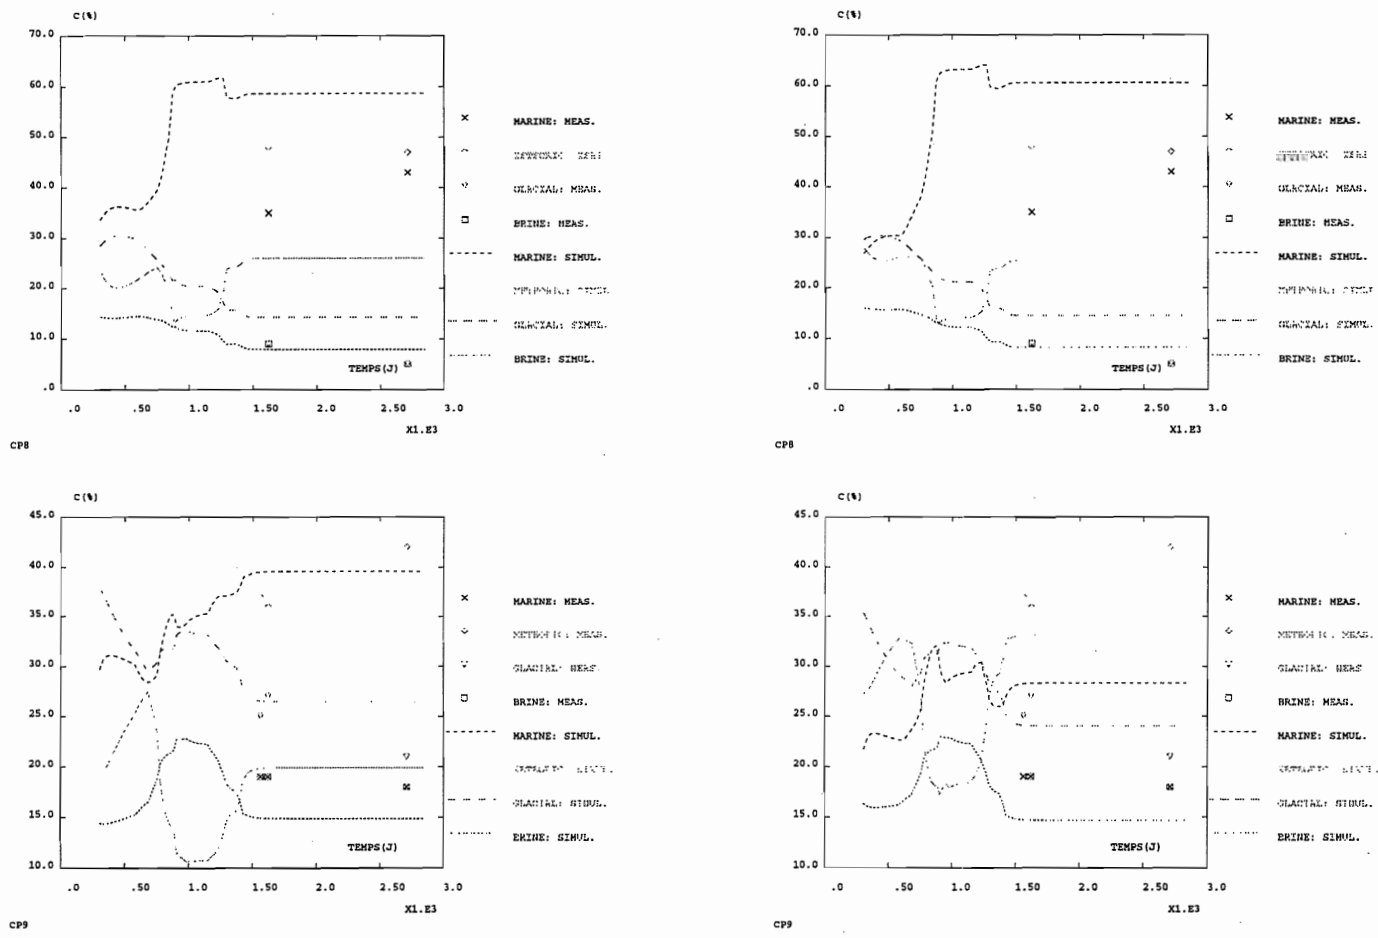 C(%)
70.0
60.0
50.0
40.0
30.0
20.0
10.0
.0
TEMPS(J)
.0 .50 1.0 1.50 2.0 2.50 3.0
X1.E3
CP8
MARINE: MEAS.
GLACIAL: MEAS.
BRINE: MEAS.
MARINE: SIMUL.
GLACIAL: SIMUL.
BRINE: SIMUL.
C(%)
70.0
60.0
50.0
40.0
30.0
20.0
10.0
.0
TEMPS(J)
.0 .50 1.0 1.50 2.0 2.50 3.0
X1.E3
CP8
MARINE: MEAS.
GLACIAL: MEAS.
BRINE: MEAS.
MARINE: SIMUL.
GLACIAL: SIMUL.
BRINE: SIMUL.
C(%)
45.0
40.0
35.0
30.0
25.0
20.0
15.0
10.0
TEMPS(J)
.0 .50 1.0 1.50 2.0 2.50 3.0
X1.E3
CP9
MARINE: MEAS.
MEAS.
GLACIAL:
BRINE: MEAS.
MARINE: SIMUL.
GLACIAL: SIMUL.
BRINE: SIMUL.
C(%)
45.0
40.0
35.0
30.0
25.0
20.0
15.0
10.0
TEMPS(J)
.0 .50 1.0 1.50 2.0 2.50 3.0
X1.E3
CP9
MARINE: MEAS.
MEAS.
GLACIAL:
BRINE: MEAS.
MARINE: SIMUL.
GLACIAL: SIMUL.
BRINE: SIMUL.